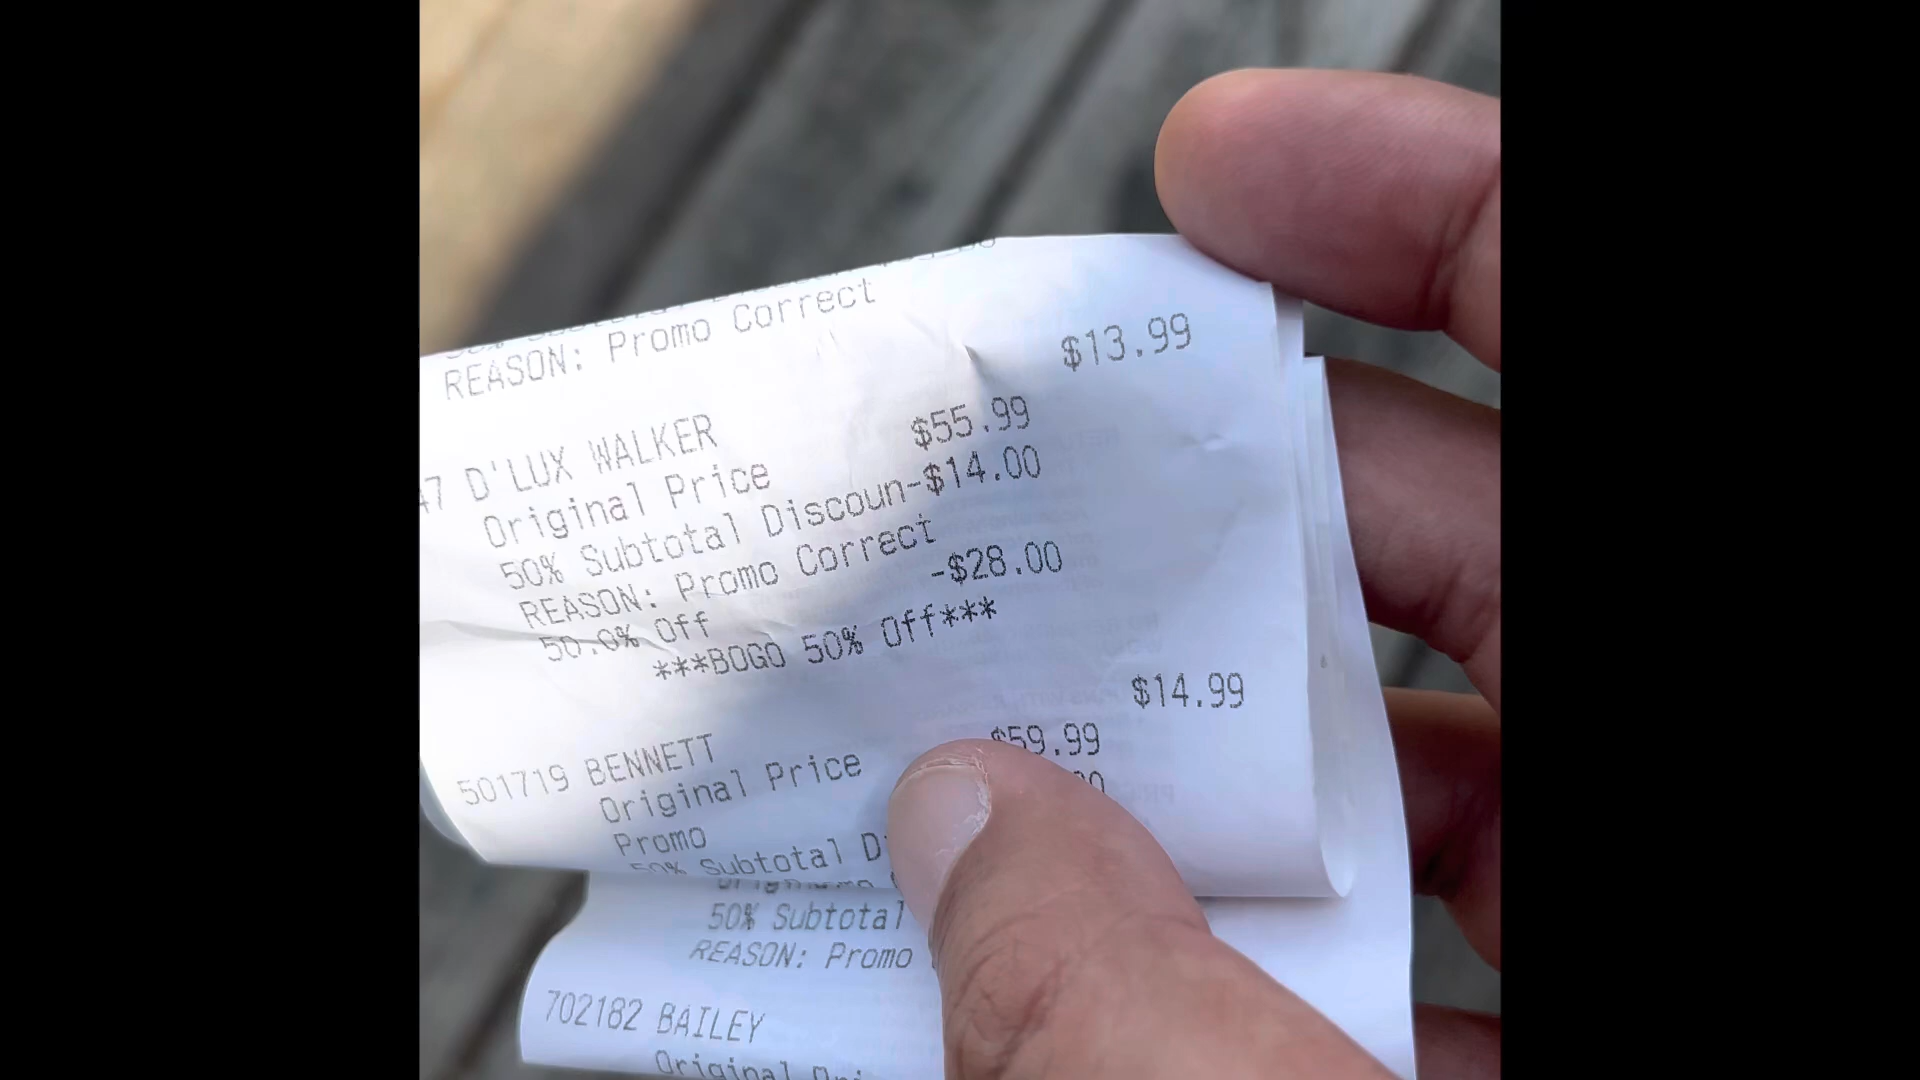 REASON: Promo Correct
$13.99
47 D'LUX WALKER
Original Price $55.99
50% Subtotal Discoun-$14.00
REASON: Promo Correct
50.0% Off -$28.00
***BOGO 50% Off***
$14.99
501719 BENNETT
Original Price $59.99
Promo
50% Subtotal
50% Subtotal
REASON: Promo
702182 BAILEY
Original